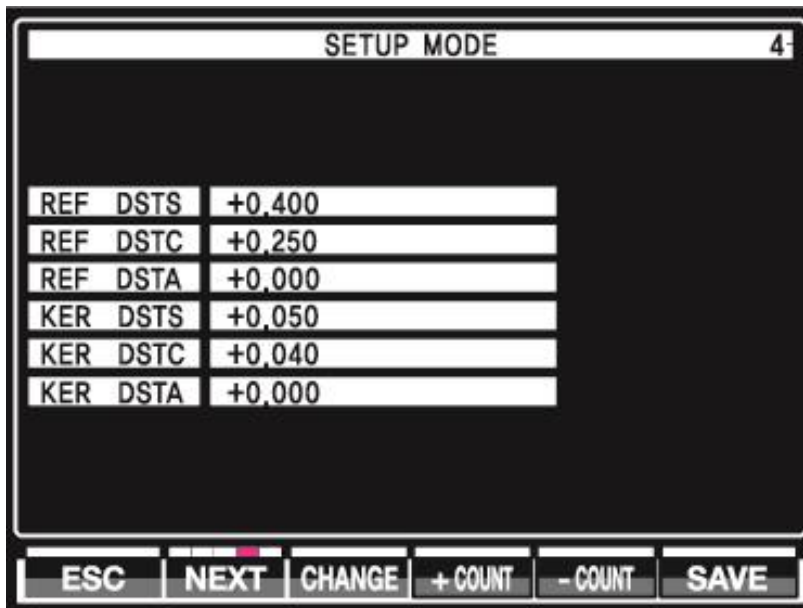 SETUP MODE 4-
REF DSTS +0.400
REF DSTC +0.250
REF DSTA +0.000
KER DSTS +0.050
KER DSTC +0.040
KER DSTA +0.000
ESC NEXT CHANGE +COUNT -COUNT SAVE